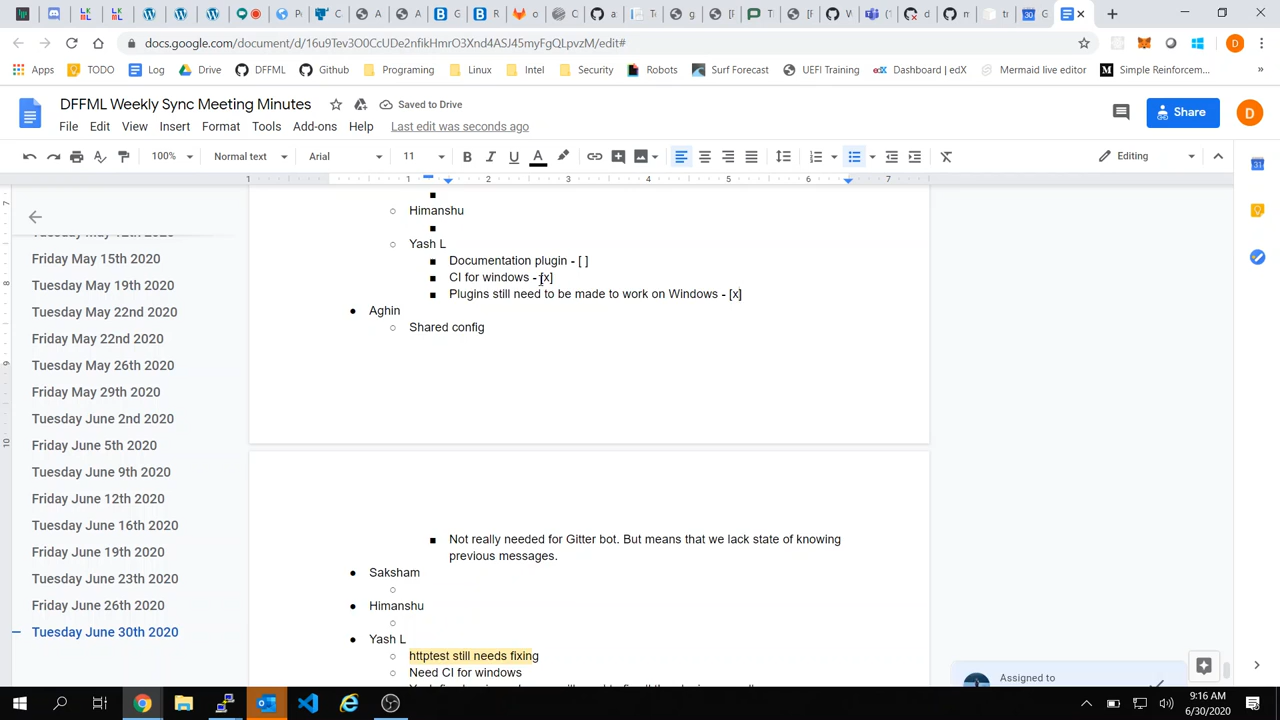 docs.google.com/document/d/16u9Tev3O0CcUDe2nfikHmrO3Xnd4ASJ45myFgQLpvzM/edit#
D
Apps TODO Log Drive DFFML Github Programing Linux Intel Security Robots Surf Forecast UEFI Training Dashboard | edX Mermaid live editor Simple Reinforcem...
DFFML Weekly Sync Meeting Minutes
Saved to Drive
Share
D
File Edit View Insert Format Tools Add-ons Help Last edit was seconds ago
100% Normal text Arial 11 B I U A Editing
1 1 2 3 4 5 6 7
Friday May 15th 2020
Tuesday May 19th 2020
Tuesday May 22nd 2020
Friday May 22nd 2020
Tuesday May 26th 2020
Friday May 29th 2020
Tuesday June 2nd 2020
Friday June 5th 2020
Tuesday June 9th 2020
Friday June 12th 2020
Tuesday June 16th 2020
Friday June 19th 2020
Tuesday June 23th 2020
Friday June 26th 2020
Tuesday June 30th 2020
Himanshu
Yash L
Documentation plugin - [ ]
CI for windows - [x]
Plugins still need to be made to work on Windows - [x]
Aghin
Shared config
Not really needed for Gitter bot. But means that we lack state of knowing
previous messages.
Saksham
Himanshu
Yash L
httptest still needs fixing
Need CI for windows
Assigned to
9:16 AM
6/30/2020